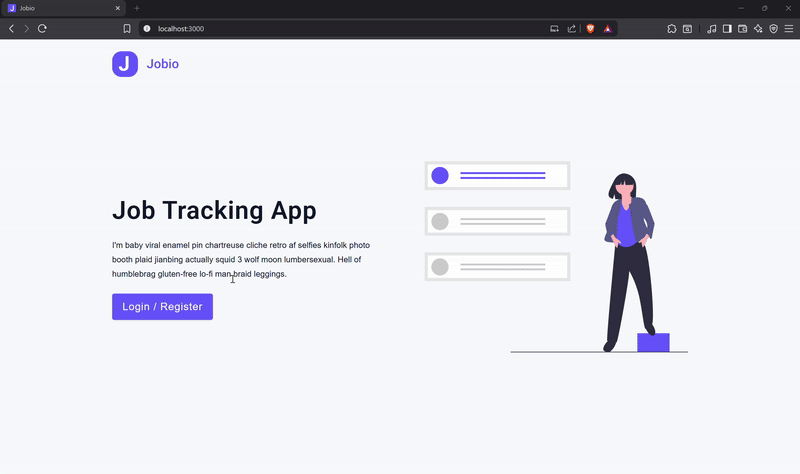 Jobio
localhost:3000
J Jobio
Job Tracking App
I'm baby viral enamel pin chartreuse cliche retro af selfies kinfolk photo
booth plaid jianbing actually squid 3 wolf moon lumbersexual. Hell of
humblebrag gluten-free lo-fi man braid leggings.
Login / Register